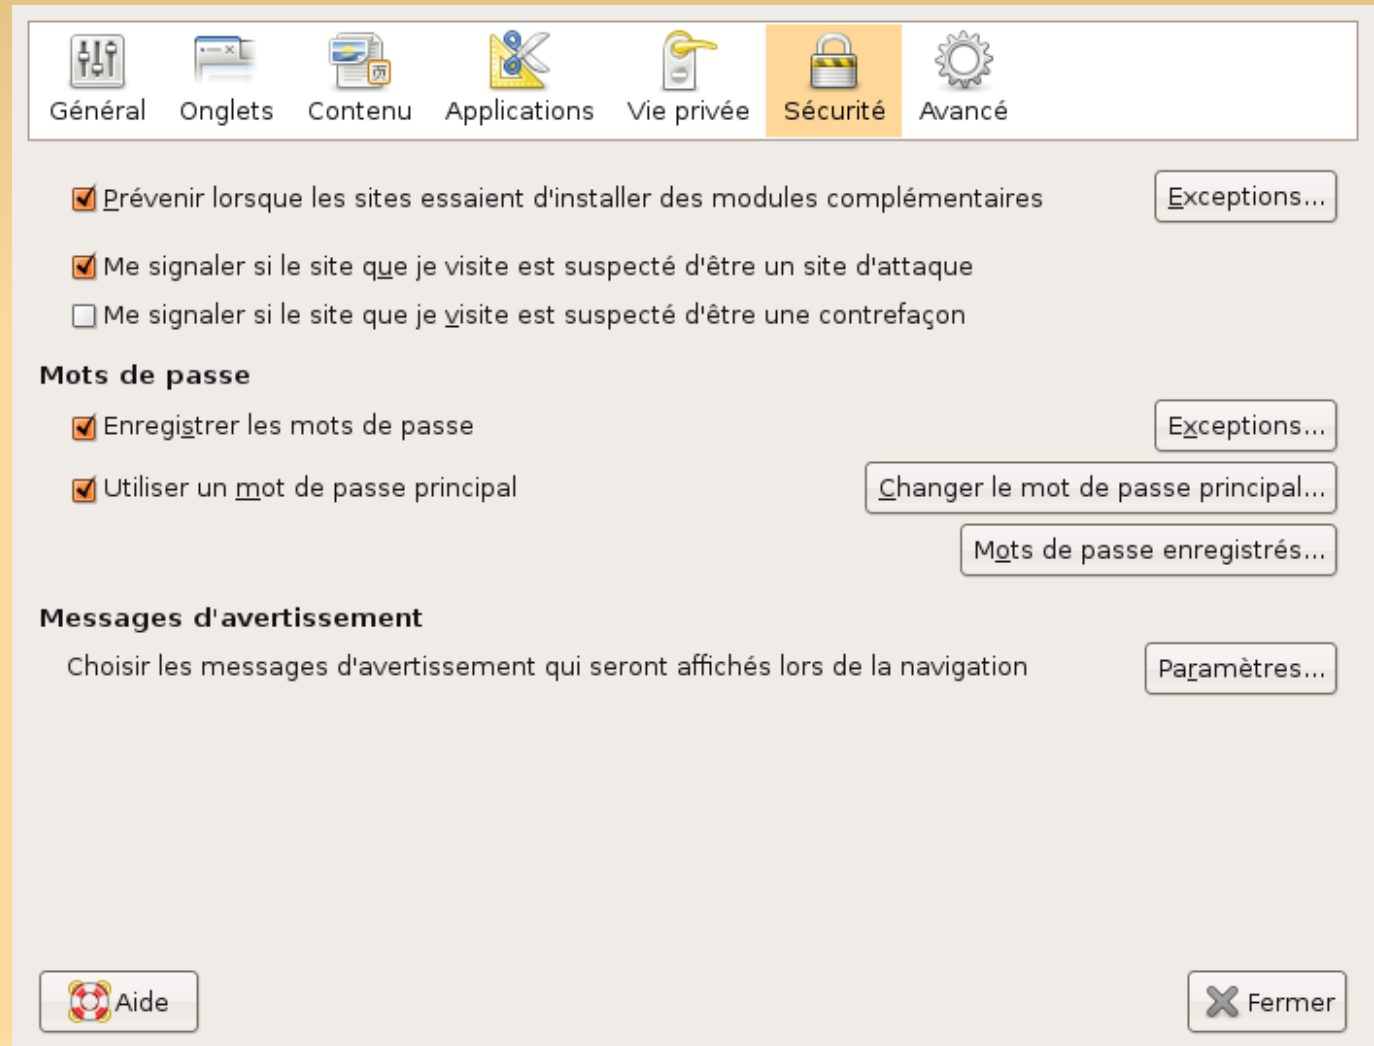 Général Onglets Contenu Applications Vie privée Sécurité Avancé
Prévenir lorsque les sites essaient d'installer des modules complémentaires Exceptions...
Me signaler si le site que je visite est suspecté d'être un site d'attaque
Me signaler si le site que je visite est suspecté d'être une contrefaçon
Mots de passe
Enregistrer les mots de passe Exceptions...
Utiliser un mot de passe principal Changer le mot de passe principal...
Mots de passe enregistrés...
Messages d'avertissement
Choisir les messages d'avertissement qui seront affichés lors de la navigation Paramètres...
Aide Fermer